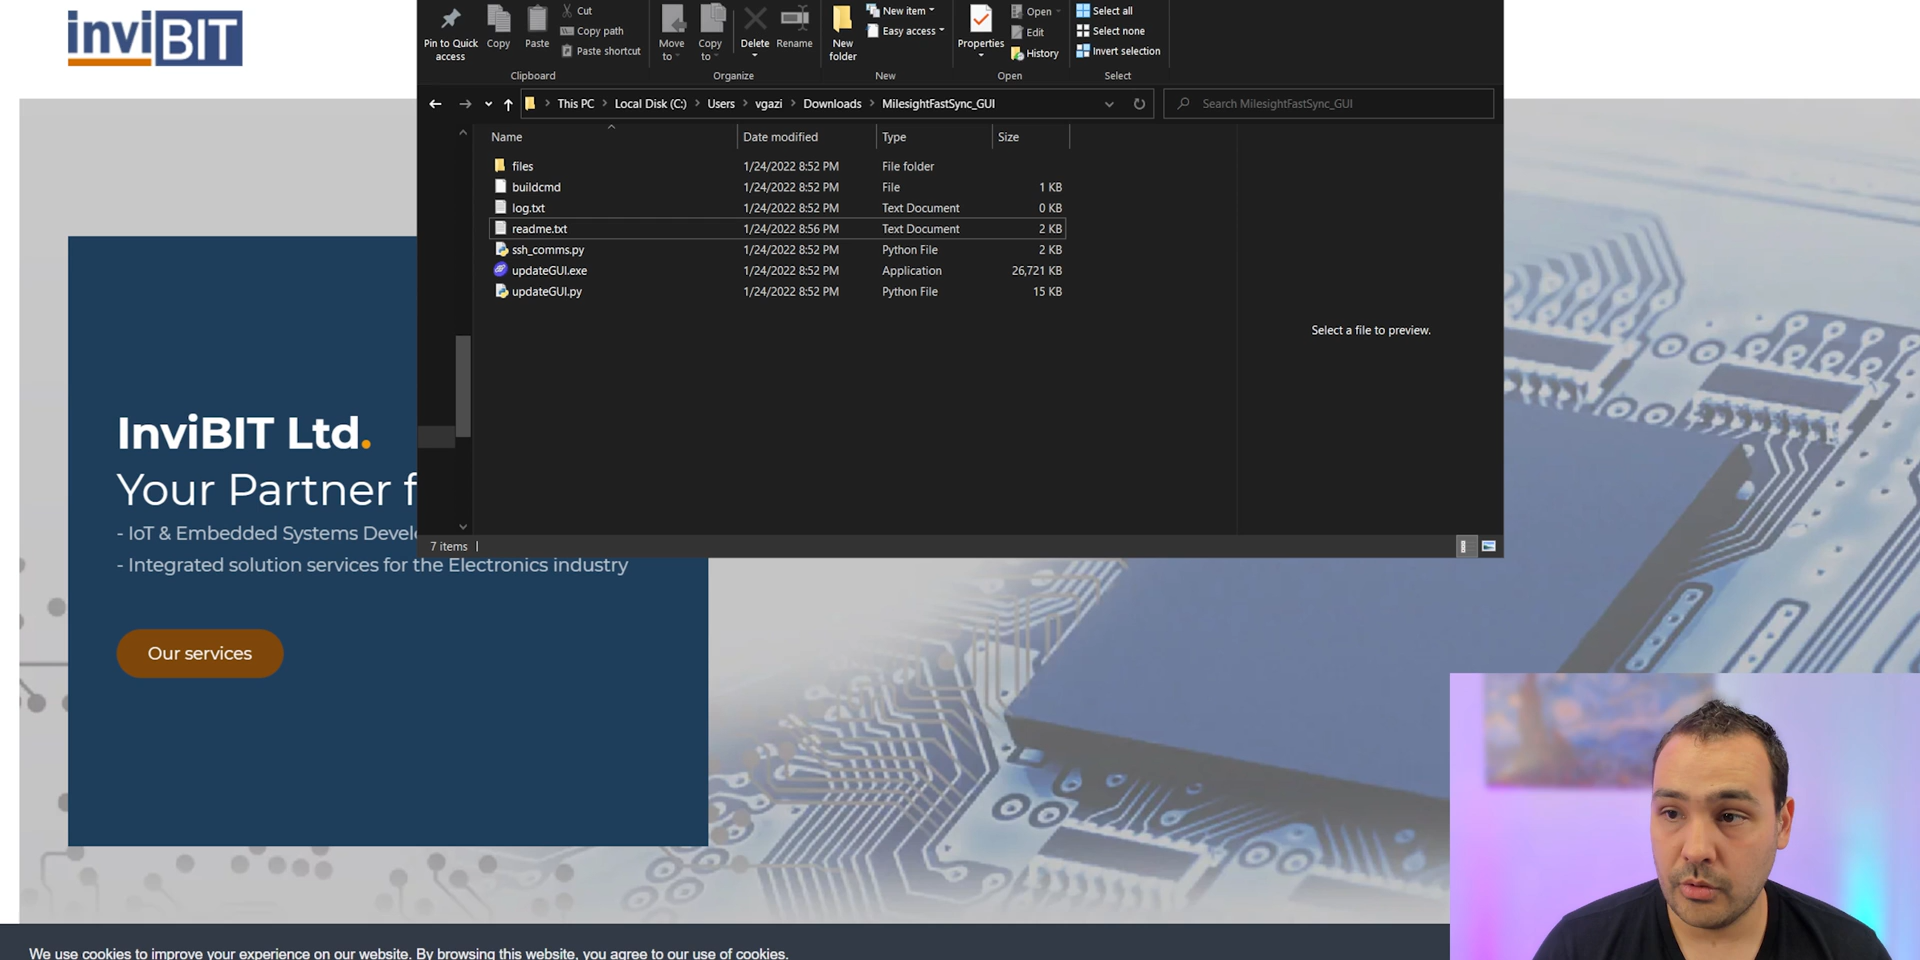 inviBIT
Pin to Quick access
Copy
Paste
Cut
Copy path
Paste shortcut
Clipboard
Move to
Copy to
Delete
Rename
Organize
New folder
New item
Easy access
New
Properties
Open
Edit
History
Open
Select all
Select none
Invert selection
Select
This PC > Local Disk (C:) > Users > vgazi > Downloads > MilesightFastSync_GUI
Search MilesightFastSync_GUI
Name Date modified Type Size
files 1/24/2022 8:52 PM File folder
buildcmd 1/24/2022 8:52 PM File 1 KB
log.txt 1/24/2022 8:52 PM Text Document 0 KB
readme.txt 1/24/2022 8:56 PM Text Document 2 KB
ssh_comms.py 1/24/2022 8:52 PM Python File 2 KB
updateGUI.exe 1/24/2022 8:52 PM Application 26,721 KB
updateGUI.py 1/24/2022 8:52 PM Python File 15 KB
Select a file to preview.
7 items
InviBIT Ltd.
Your Partner f
- IoT & Embedded Systems Devel
- Integrated solution services for the Electronics industry
Our services
We use cookies to improve your experience on our website. By browsing this website, you agree to our use of cookies.